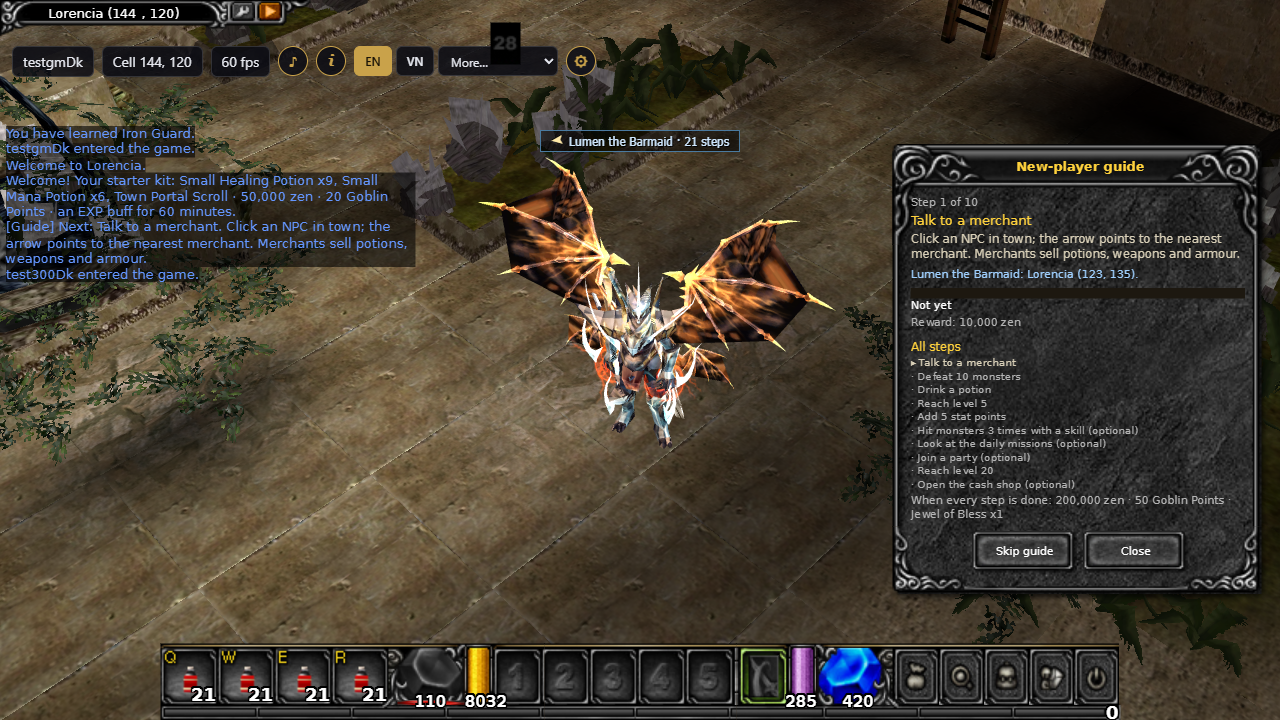 Lorencia (144 , 120)
28
testgmDk
Cell 144, 120
60 fps
♪
i
EN
VN
More...
Lumen the Barmaid · 21 steps
You have learned Iron Guard.
testgmDk entered the game.
Welcome to Lorencia.
Welcome! Your starter kit: Small Healing Potion x9, Small
Mana Potion x6, Town Portal Scroll · 50,000 zen · 20 Goblin
Points · an EXP buff for 60 minutes.
[Guide] Next: Talk to a merchant. Click an NPC in town; the
arrow points to the nearest merchant. Merchants sell potions,
weapons and armour.
test300Dk entered the game.
New-player guide
Step 1 of 10
Talk to a merchant
Click an NPC in town; the arrow points to the nearest
merchant. Merchants sell potions, weapons and armour.
Lumen the Barmaid: Lorencia (123, 135).
Not yet
Reward: 10,000 zen
All steps
▸ Talk to a merchant
· Defeat 10 monsters
· Drink a potion
· Reach level 5
· Add 5 stat points
· Hit monsters 3 times with a skill (optional)
· Look at the daily missions (optional)
· Join a party (optional)
· Reach level 20
· Open the cash shop (optional)
When every step is done: 200,000 zen · 50 Goblin Points ·
Jewel of Bless x1
Skip guide
Close
Q
W
E
R
21
21
21
21
110
8032
1
2
3
4
5
285
420
0